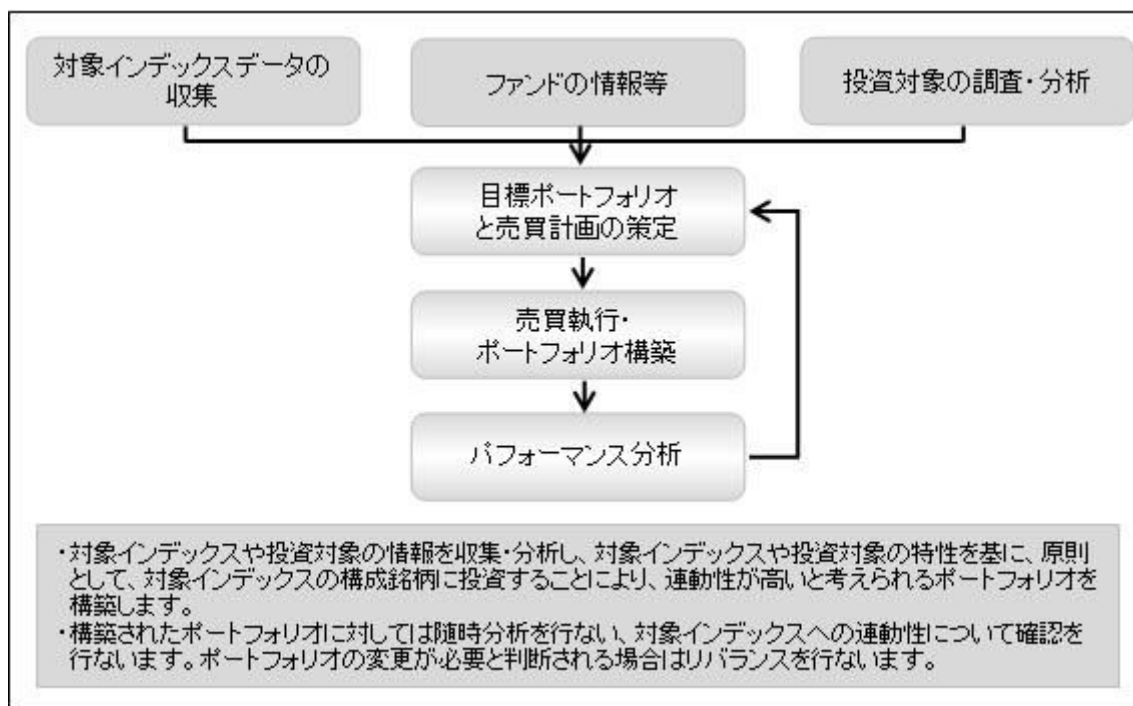 対象インデックスデータの
収集
ファンドの情報等
投資対象の調査・分析
目標ポートフォリオ
と売買計画の策定
売買執行・
ポートフォリオ構築
パフォーマンス分析
・対象インデックスや投資対象の情報を収集・分析し、対象インデックスや投資対象の特性を基に、原則
として、対象インデックスの構成銘柄に投資することにより、連動性が高いと考えられるポートフォリオを
構築します。
・構築されたポートフォリオに対しては随時分析を行ない、対象インデックスへの連動性について確認を
行ないます。ポートフォリオの変更が必要と判断される場合はリバランスを行ないます。